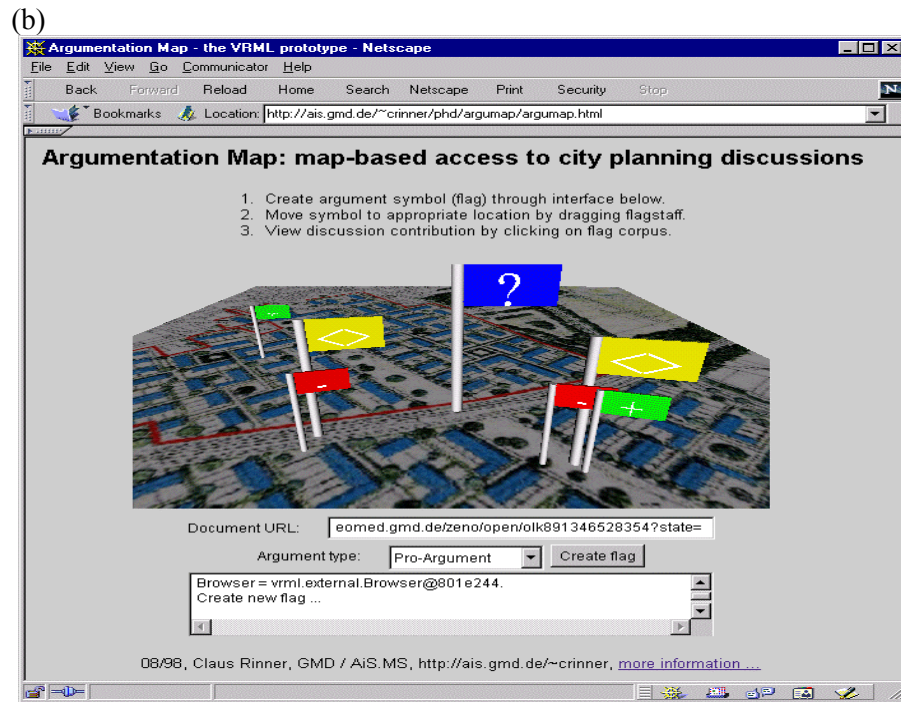 (b)
Argumentation Map - the VRML prototype - Netscape
File Edit View Go Communicator Help
Back Forward Reload Home Search Netscape Print Security Stop
N
Bookmarks Location: http://ais.gmd.de/~crinner/phd/argumap/argumap.html
Argumentation Map: map-based access to city planning discussions
1. Create argument symbol (flag) through interface below.
2. Move symbol to appropriate location by dragging flagstaff.
3. View discussion contribution by clicking on flag corpus.
?
-
- +
Document URL: eomed.gmd.de/zeno/open/olk891346528354?state=
Argument type: Pro-Argument Create flag
Browser = vrml.external.Browser@801e244.
Create new flag ...
08/98, Claus Rinner, GMD / AiS.MS, http://ais.gmd.de/~crinner, more information ...